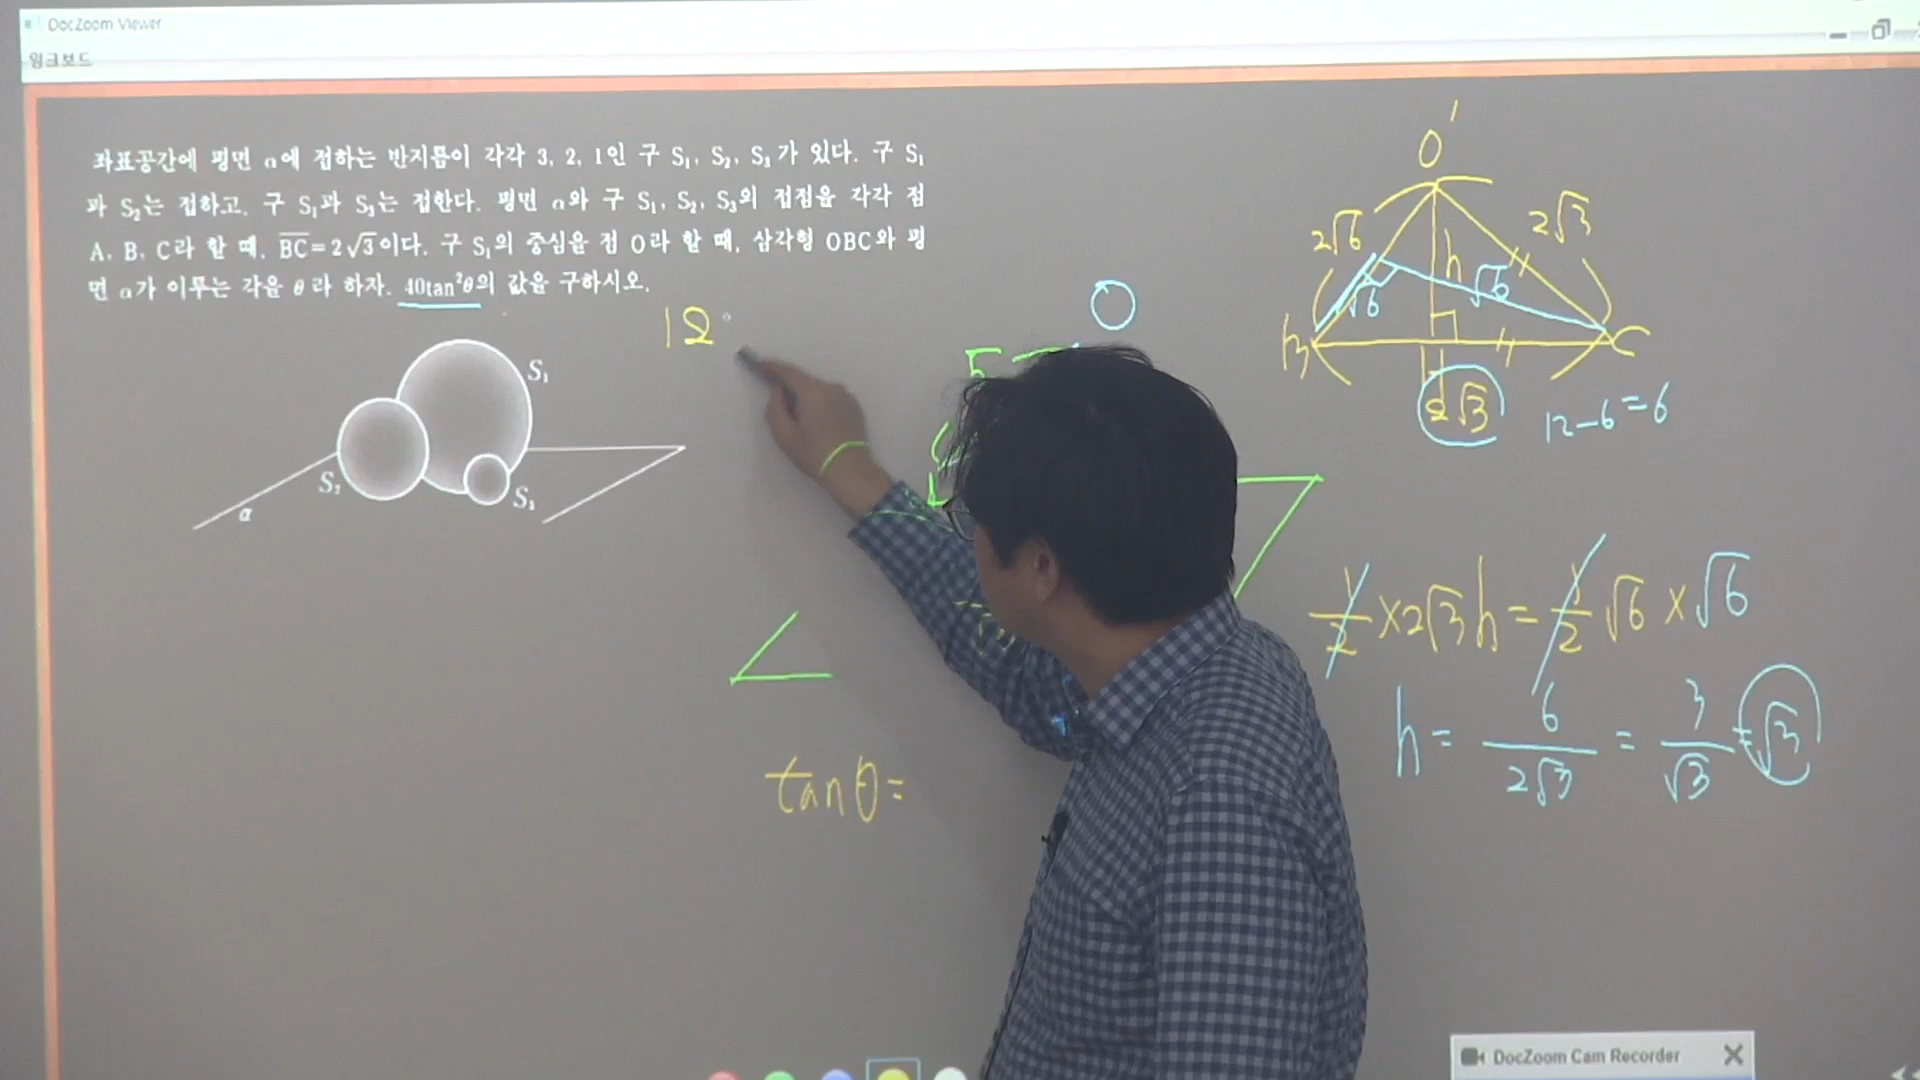 DocZoom Viewer
잉크보드
좌표공간에 평면 α에 접하는 반지름이 각각 3, 2, 1인 구 S₁, S₂, S₃가 있다. 구 S₁
과 S₂는 접하고, 구 S₁과 S₃는 접한다. 평면 α와 구 S₁, S₂, S₃의 접점을 각각 점
A, B, C라 할 때, BC=2√3이다. 구 S₁의 중심을 점 O라 할 때, 삼각형 OBC와 평
면 α가 이루는 각을 θ라 하자. 40tan²θ의 값을 구하시오.
S₁
S₂
S₃
α
12
O
O'
2√6
2√3
h
√6
√6
B
C
2√3
12-6=6
1/2 ×2√3 h = 1/2 √6 × √6
h = 6/2√3 = 3/√3 = √3
tanθ=
DocZoom Cam Recorder